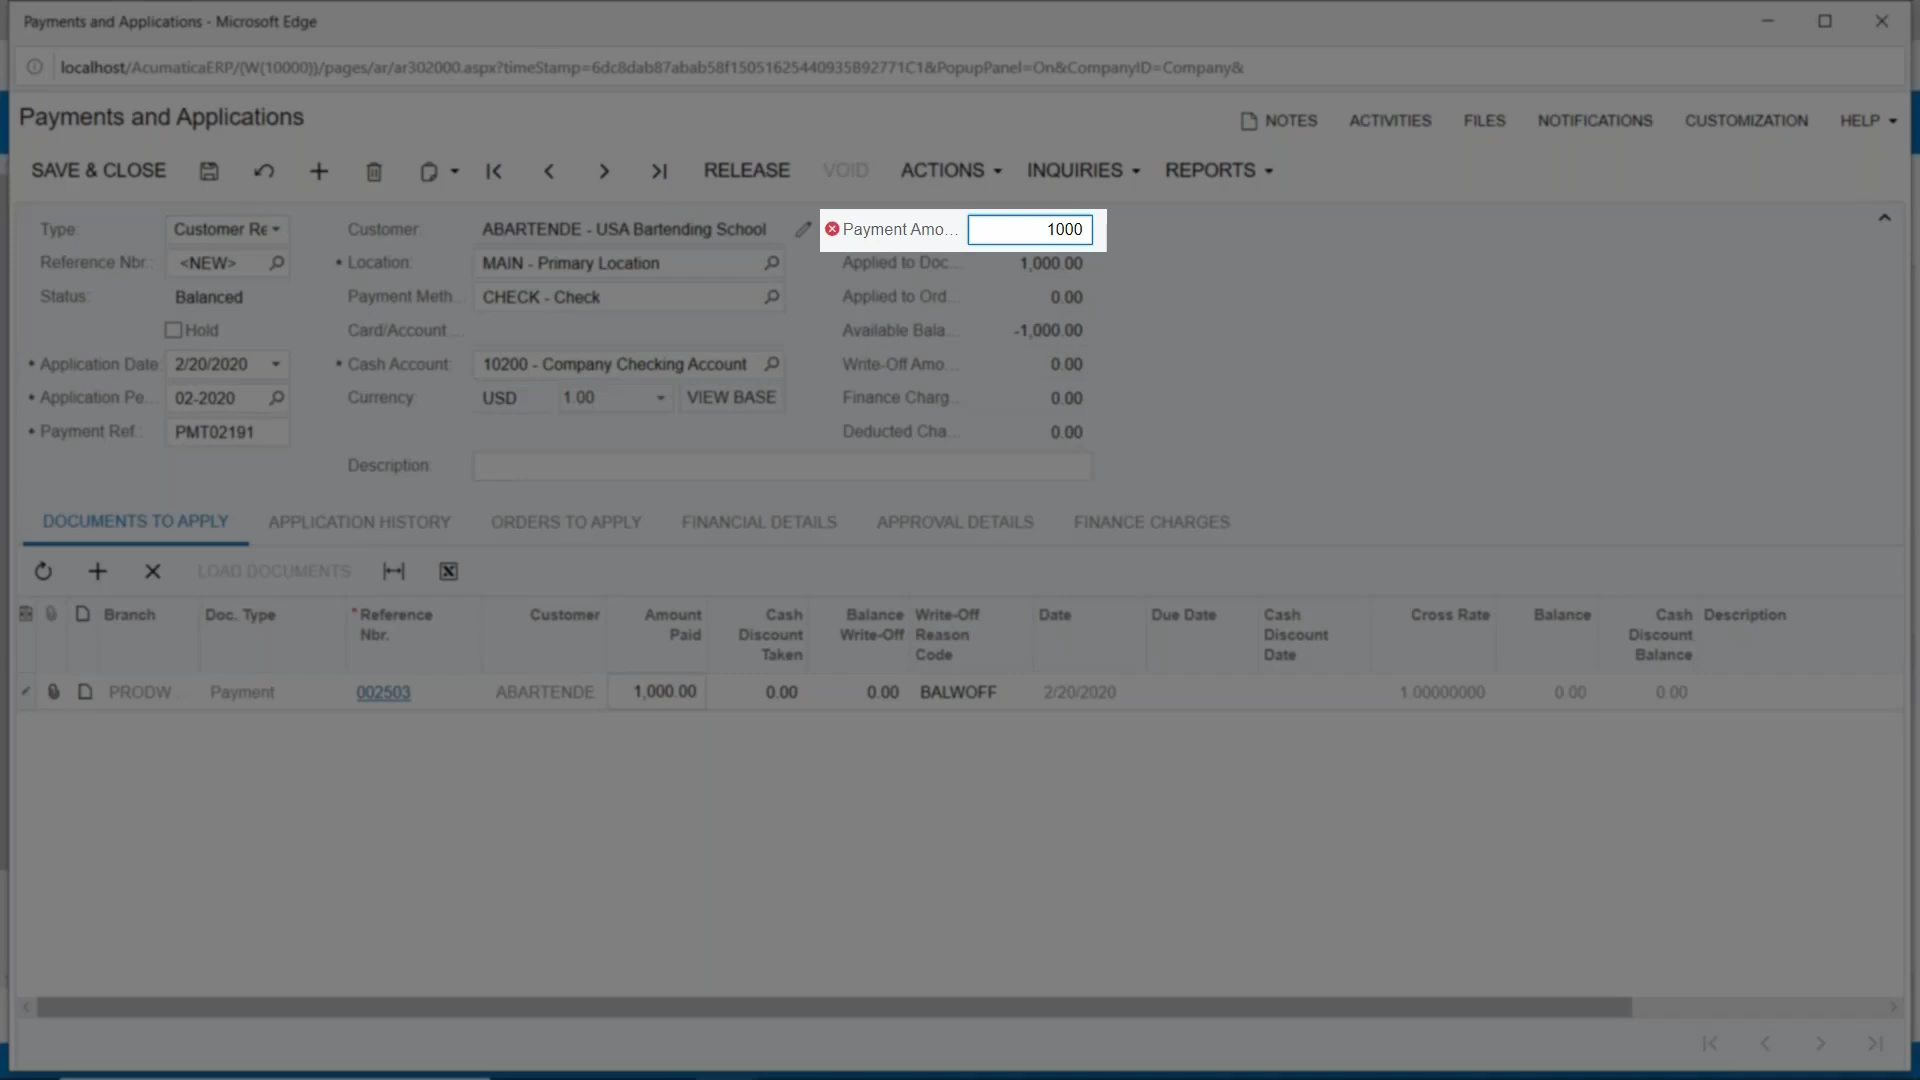 Payments and Applications - Microsoft Edge
localhost/AcumaticaERP/(W(10000))/pages/ar/ar302000.aspx?timeStamp=6dc8dab87abab58f15051625440935B92771C1&PopupPanel=On&CompanyID=Company&
Payments and Applications
NOTES ACTIVITIES FILES NOTIFICATIONS CUSTOMIZATION HELP
SAVE & CLOSE RELEASE VOID ACTIONS INQUIRIES REPORTS
Type: Customer Re Customer: ABARTENDE - USA Bartending School Payment Amo... 1000
Reference Nbr.: <NEW> • Location: MAIN - Primary Location Applied to Doc... 1,000.00
Status: Balanced Payment Meth... CHECK - Check Applied to Ord... 0.00
Hold Card/Account ... Available Bala... -1,000.00
• Application Date: 2/20/2020 • Cash Account: 10200 - Company Checking Account Write-Off Amo... 0.00
• Application Pe... 02-2020 Currency: USD 1.00 VIEW BASE Finance Charg... 0.00
• Payment Ref.: PMT02191 Deducted Cha... 0.00
Description:
DOCUMENTS TO APPLY APPLICATION HISTORY ORDERS TO APPLY FINANCIAL DETAILS APPROVAL DETAILS FINANCE CHARGES
LOAD DOCUMENTS
Branch Doc. Type * Reference Nbr. Customer Amount Paid Cash Discount Taken Balance Write-Off Write-Off Reason Code Date Due Date Cash Discount Date Cross Rate Balance Cash Discount Balance Description
PRODW... Payment 002503 ABARTENDE 1,000.00 0.00 0.00 BALWOFF 2/20/2020 1.00000000 0.00 0.00